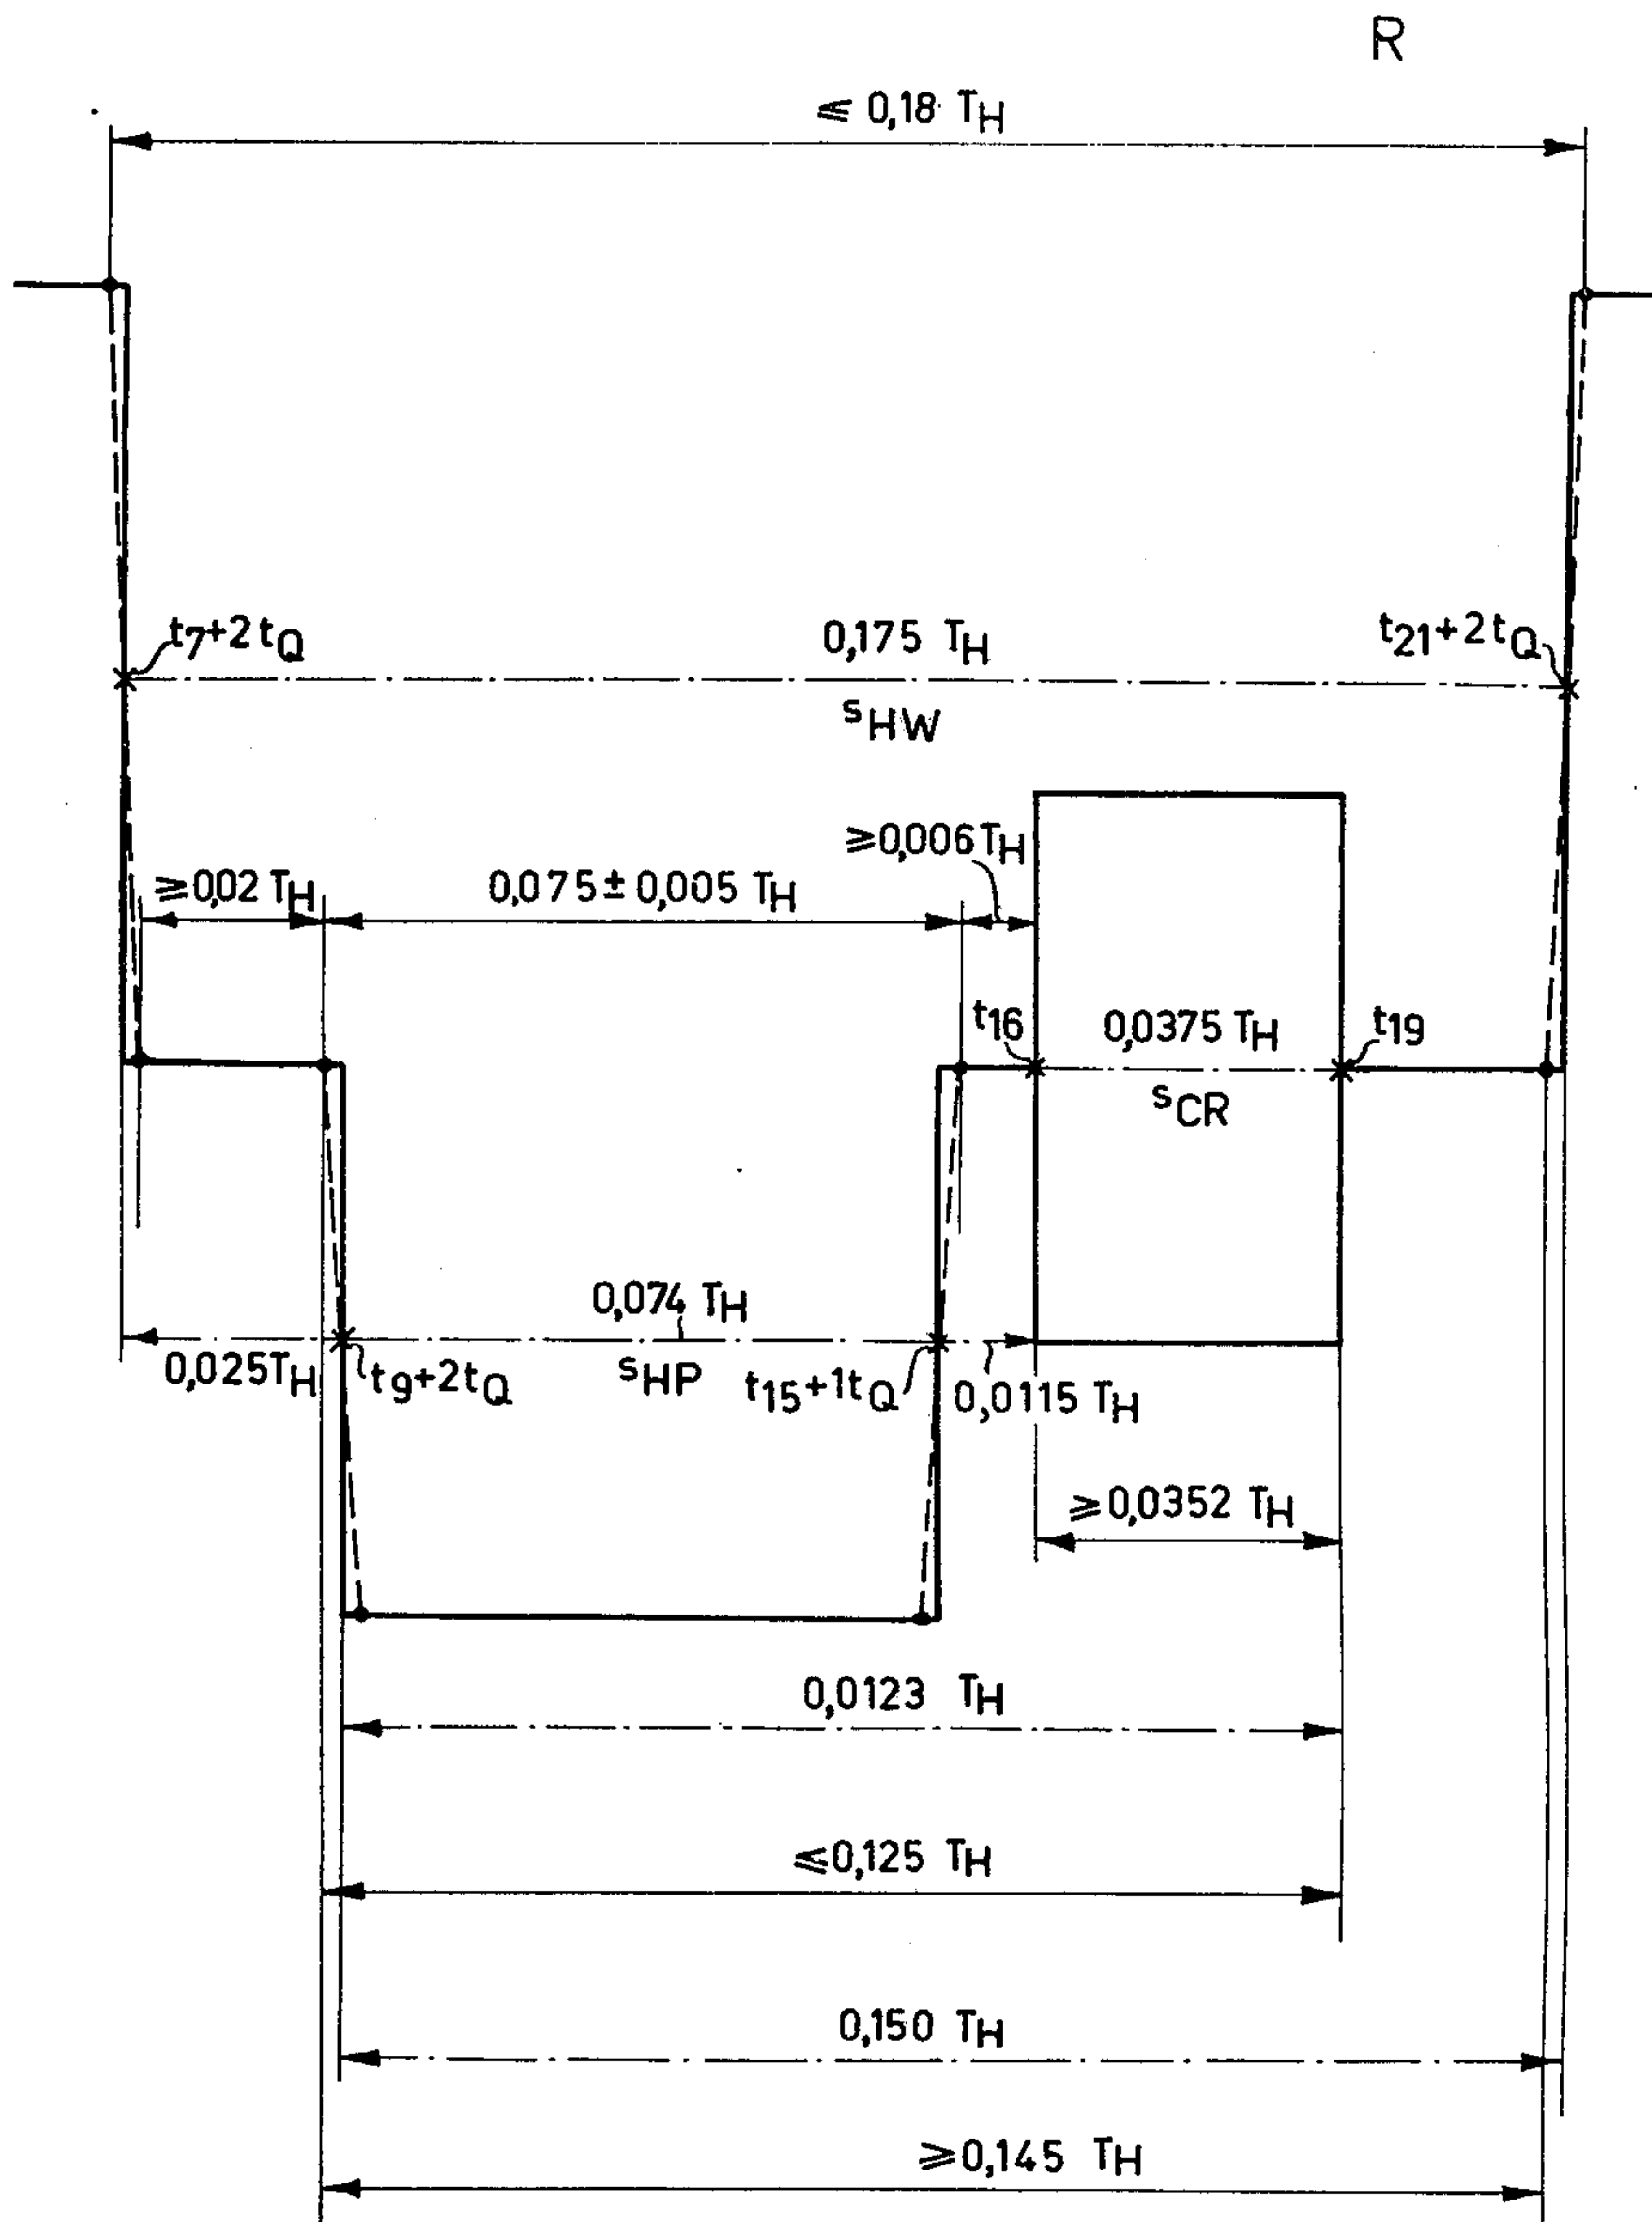 R
≤ 0,18 TH
t7+2tQ
0,175 TH
t21+2tQ
sHW
≥0,006TH
≥0,02 TH
0,075±0,005 TH
t16
0,0375 TH
t19
sCR
0,074 TH
0,025TH
t9+2tQ
sHP
t15+1tQ
0,0115 TH
≥0,0352 TH
0,0123 TH
≤0,125 TH
0,150 TH
≥0,145 TH